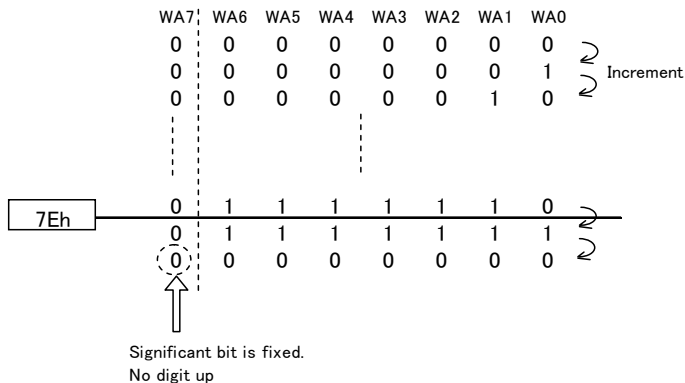 WA7 WA6 WA5 WA4 WA3 WA2 WA1 WA0
0 0 0 0 0 0 0 0
0 0 0 0 0 0 0 1 Increment
0 0 0 0 0 0 1 0
0 1 1 1 1 1 1 0
7Eh
0 1 1 1 1 1 1 1
0 0 0 0 0 0 0 0
Significant bit is fixed.
No digit up